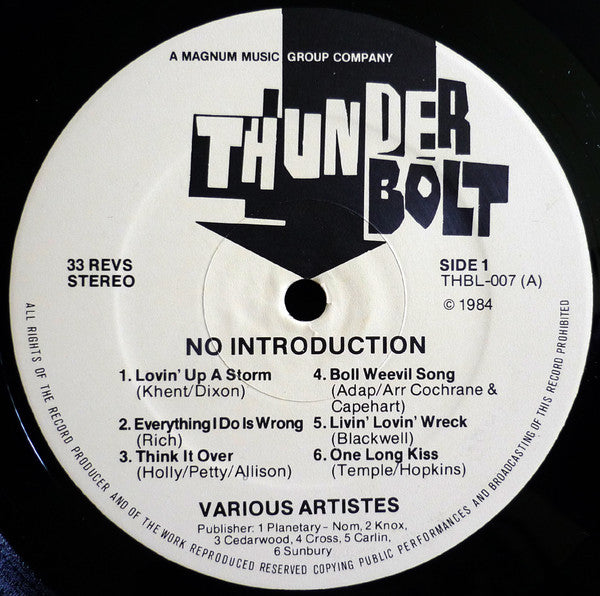 A MAGNUM MUSIC GROUP COMPANY
THUNDER
BOLT
33 REVS
STEREO
SIDE 1
THBL-007 (A)
© 1984
NO INTRODUCTION
1. Lovin' Up A Storm
(Khent/Dixon)
2. Everything I Do Is Wrong
(Rich)
3. Think It Over
(Holly/Petty/Allison)
4. Boll Weevil Song
(Adap/Arr Cochrane &
Capehart)
5. Livin' Lovin' Wreck
(Blackwell)
6. One Long Kiss
(Temple/Hopkins)
VARIOUS ARTISTES
Publisher: 1 Planetary - Nom, 2 Knox,
3 Cedarwood, 4 Cross, 5 Carlin,
6 Sunbury
ALL RIGHTS OF THE RECORD PRODUCER AND OF THE WORK REPRODUCED RESERVED COPYING PUBLIC PERFORMANCES AND BROADCASTING OF THIS RECORD PROHIBITED